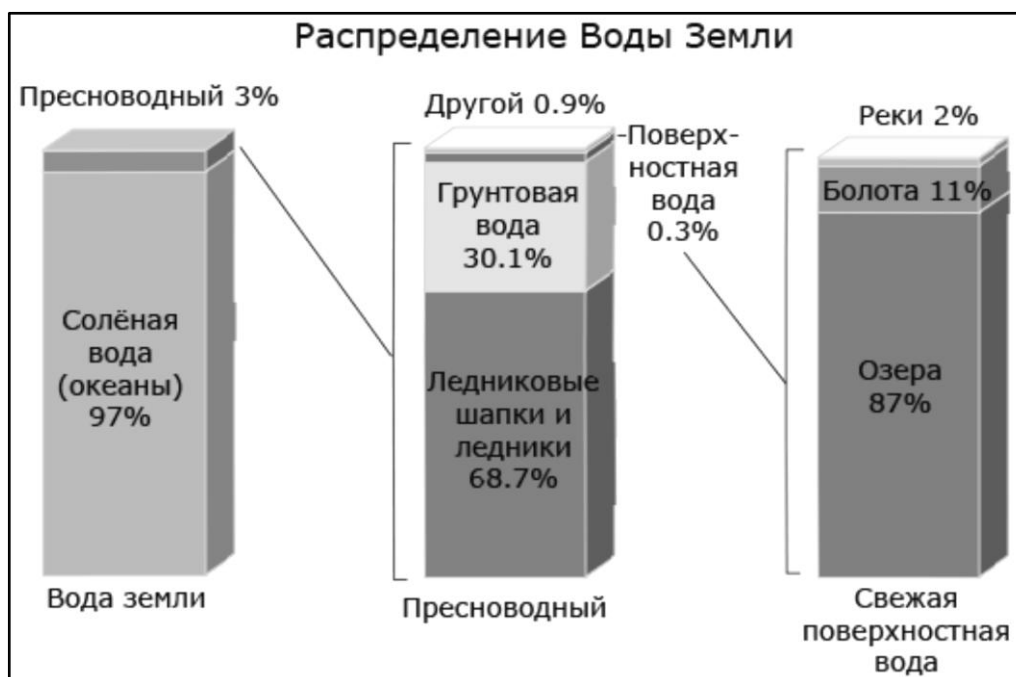 Распределение Воды Земли
Пресноводный 3%
Солёная
вода
(океаны)
97%
Вода земли
Другой 0.9%
-Поверх-
ностная
вода
0.3%
Грунтовая
вода
30.1%
Ледниковые
шапки и
ледники
68.7%
Пресноводный
Реки 2%
Болота 11%
Озера
87%
Свежая
поверхностная
вода